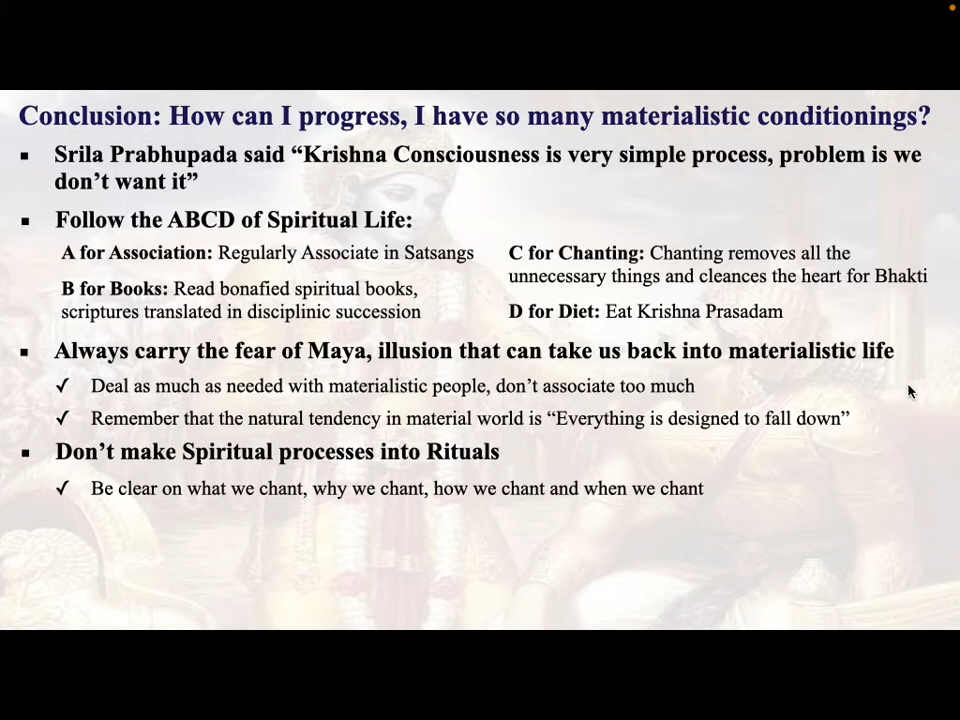 Conclusion: How can I progress, I have so many materialistic conditionings?
▪ Srila Prabhupada said “Krishna Consciousness is very simple process, problem is we
don’t want it”
▪ Follow the ABCD of Spiritual Life:
A for Association: Regularly Associate in Satsangs
B for Books: Read bonafied spiritual books,
scriptures translated in disciplinic succession
C for Chanting: Chanting removes all the
unnecessary things and cleances the heart for Bhakti
D for Diet: Eat Krishna Prasadam
▪ Always carry the fear of Maya, illusion that can take us back into materialistic life
✓ Deal as much as needed with materialistic people, don’t associate too much
✓ Remember that the natural tendency in material world is “Everything is designed to fall down”
▪ Don’t make Spiritual processes into Rituals
✓ Be clear on what we chant, why we chant, how we chant and when we chant